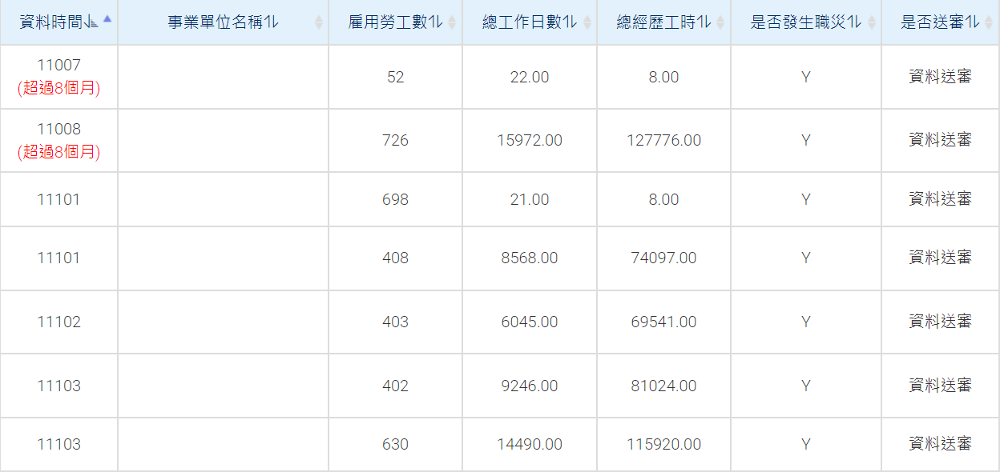 資料時間 事業單位名稱 雇用勞工數 總工作日數 總經歷工時 是否發生職災 是否送審
11007
(超過8個月) 52 22.00 8.00 Y 資料送審
11008
(超過8個月) 726 15972.00 127776.00 Y 資料送審
11101 698 21.00 8.00 Y 資料送審
11101 408 8568.00 74097.00 Y 資料送審
11102 403 6045.00 69541.00 Y 資料送審
11103 402 9246.00 81024.00 Y 資料送審
11103 630 14490.00 115920.00 Y 資料送審